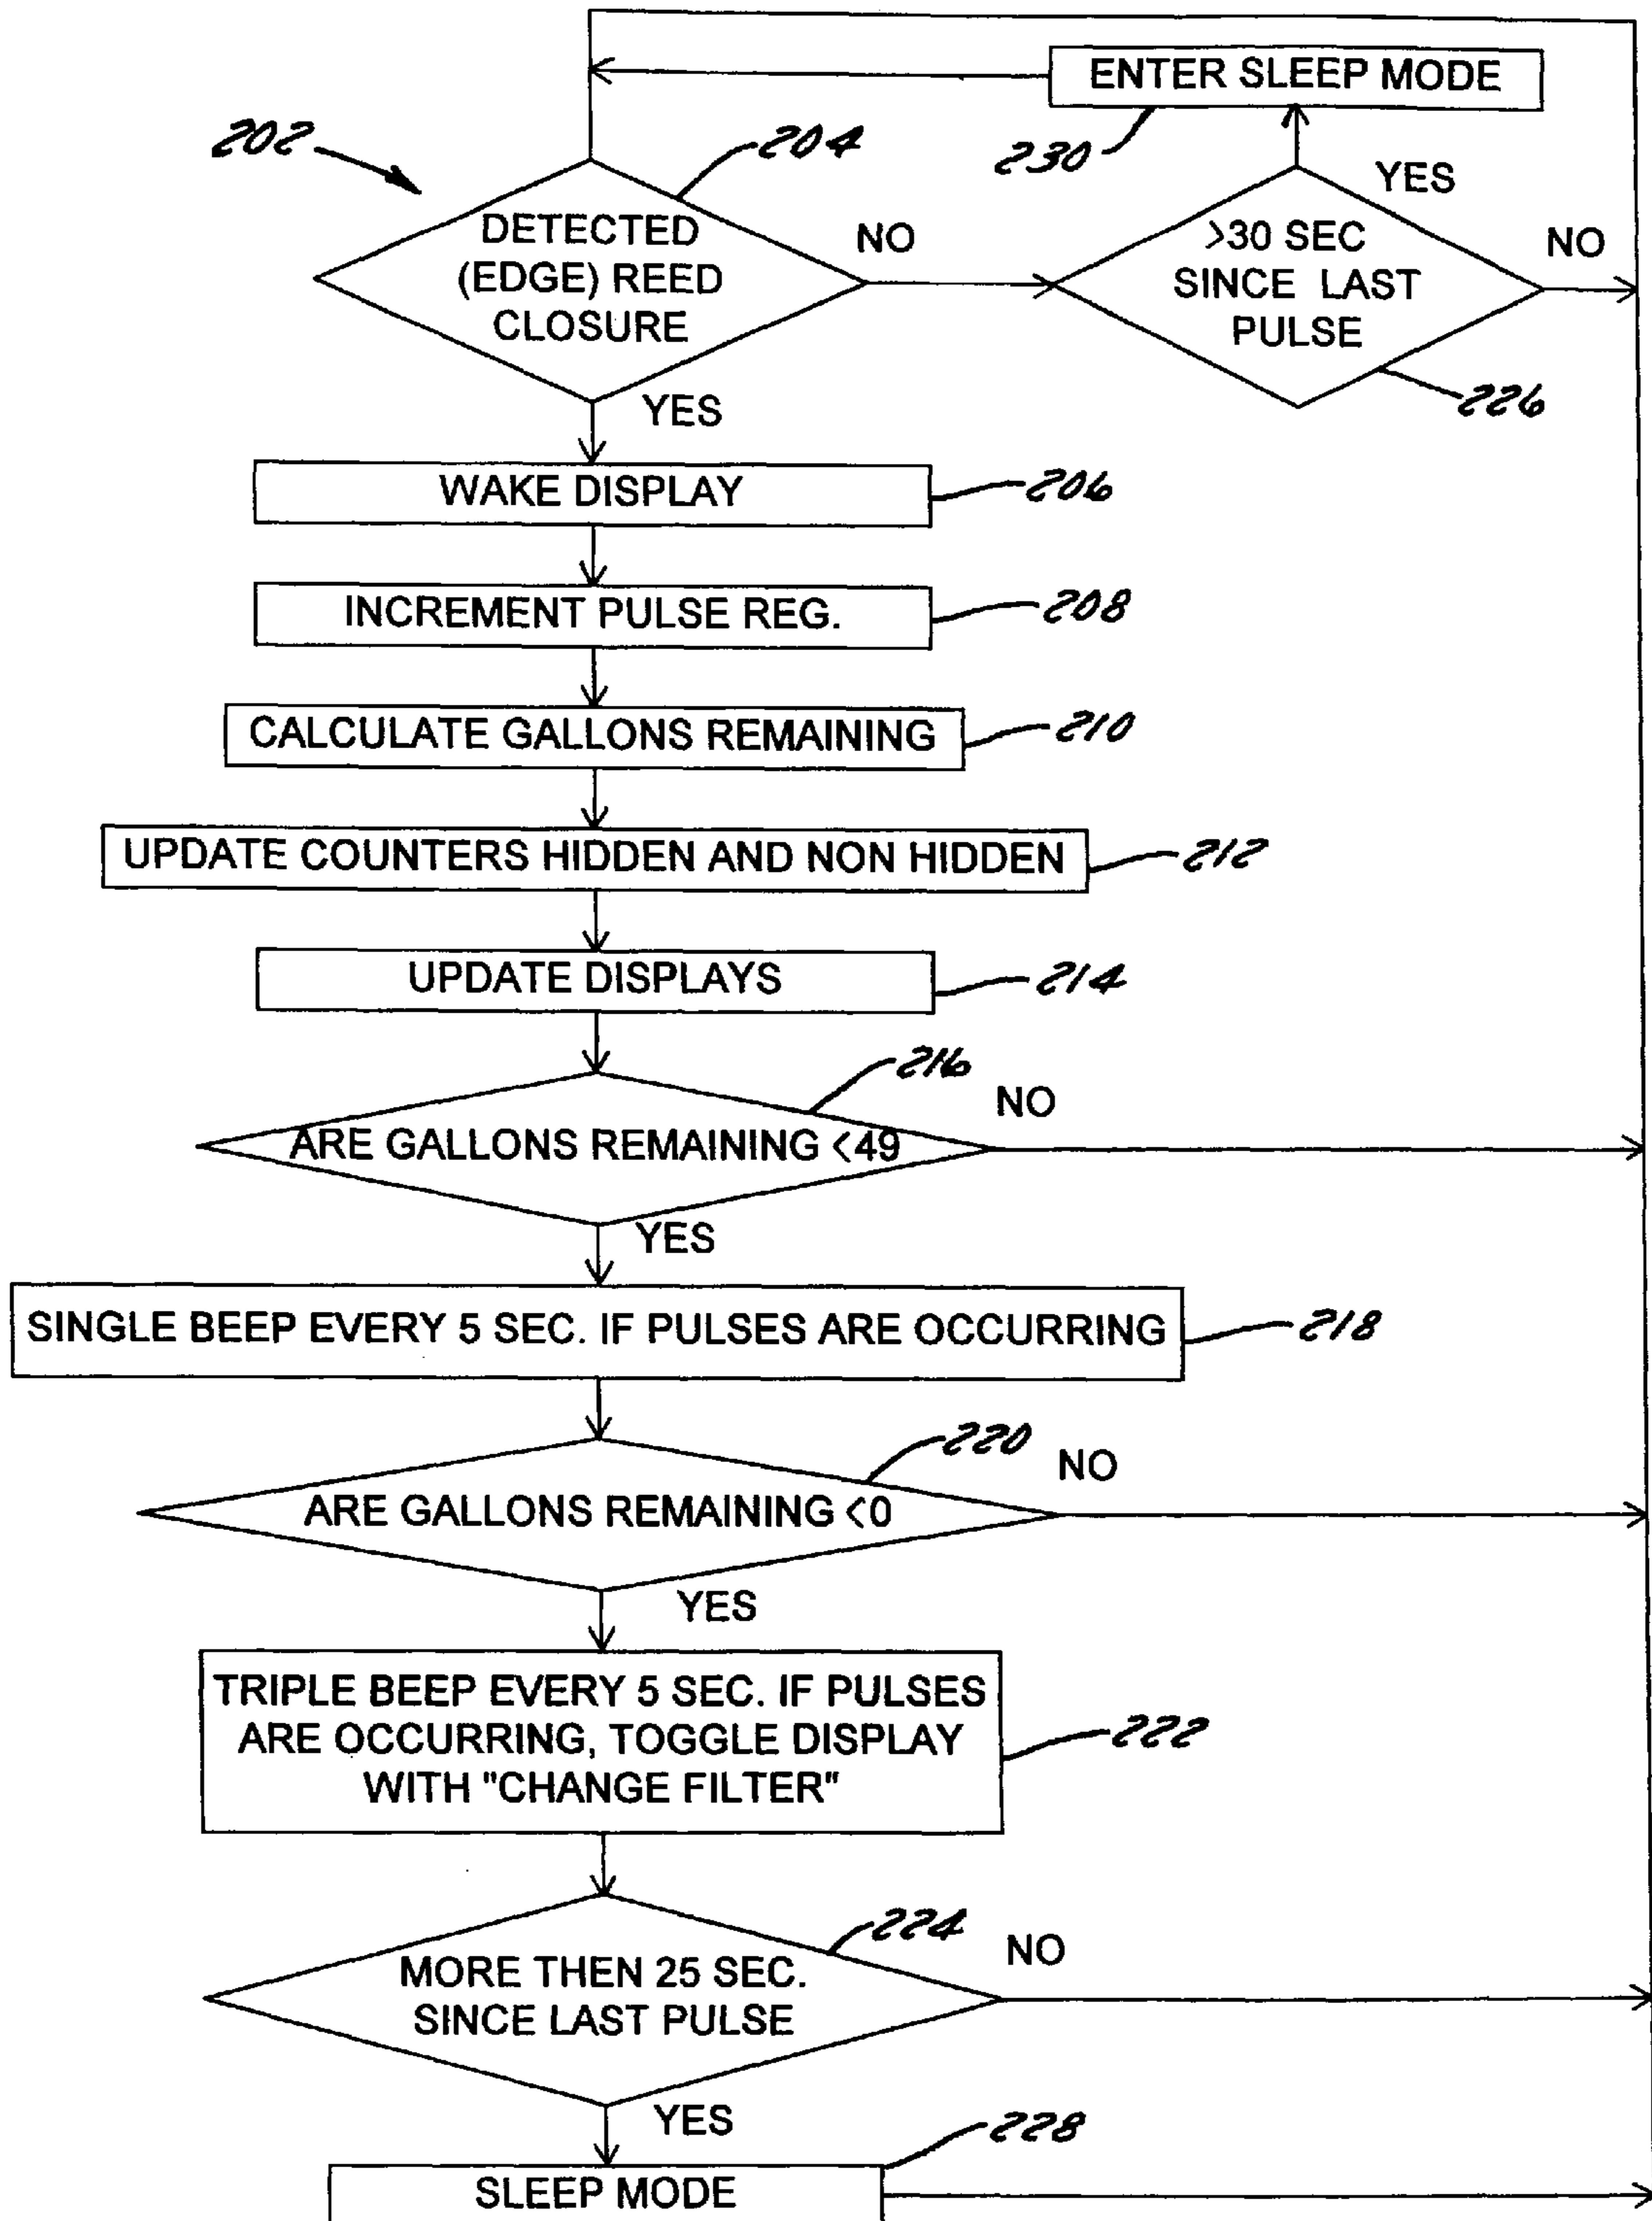 ENTER SLEEP MODE
202
204
230
YES
DETECTED
(EDGE) REED
CLOSURE
NO
>30 SEC
SINCE LAST
PULSE
NO
226
YES
WAKE DISPLAY
206
INCREMENT PULSE REG.
208
CALCULATE GALLONS REMAINING
210
UPDATE COUNTERS HIDDEN AND NON HIDDEN
212
UPDATE DISPLAYS
214
216
NO
ARE GALLONS REMAINING <49
YES
SINGLE BEEP EVERY 5 SEC. IF PULSES ARE OCCURRING
218
220
NO
ARE GALLONS REMAINING <0
YES
TRIPLE BEEP EVERY 5 SEC. IF PULSES
ARE OCCURRING, TOGGLE DISPLAY
WITH "CHANGE FILTER"
222
224
NO
MORE THEN 25 SEC.
SINCE LAST PULSE
YES
228
SLEEP MODE